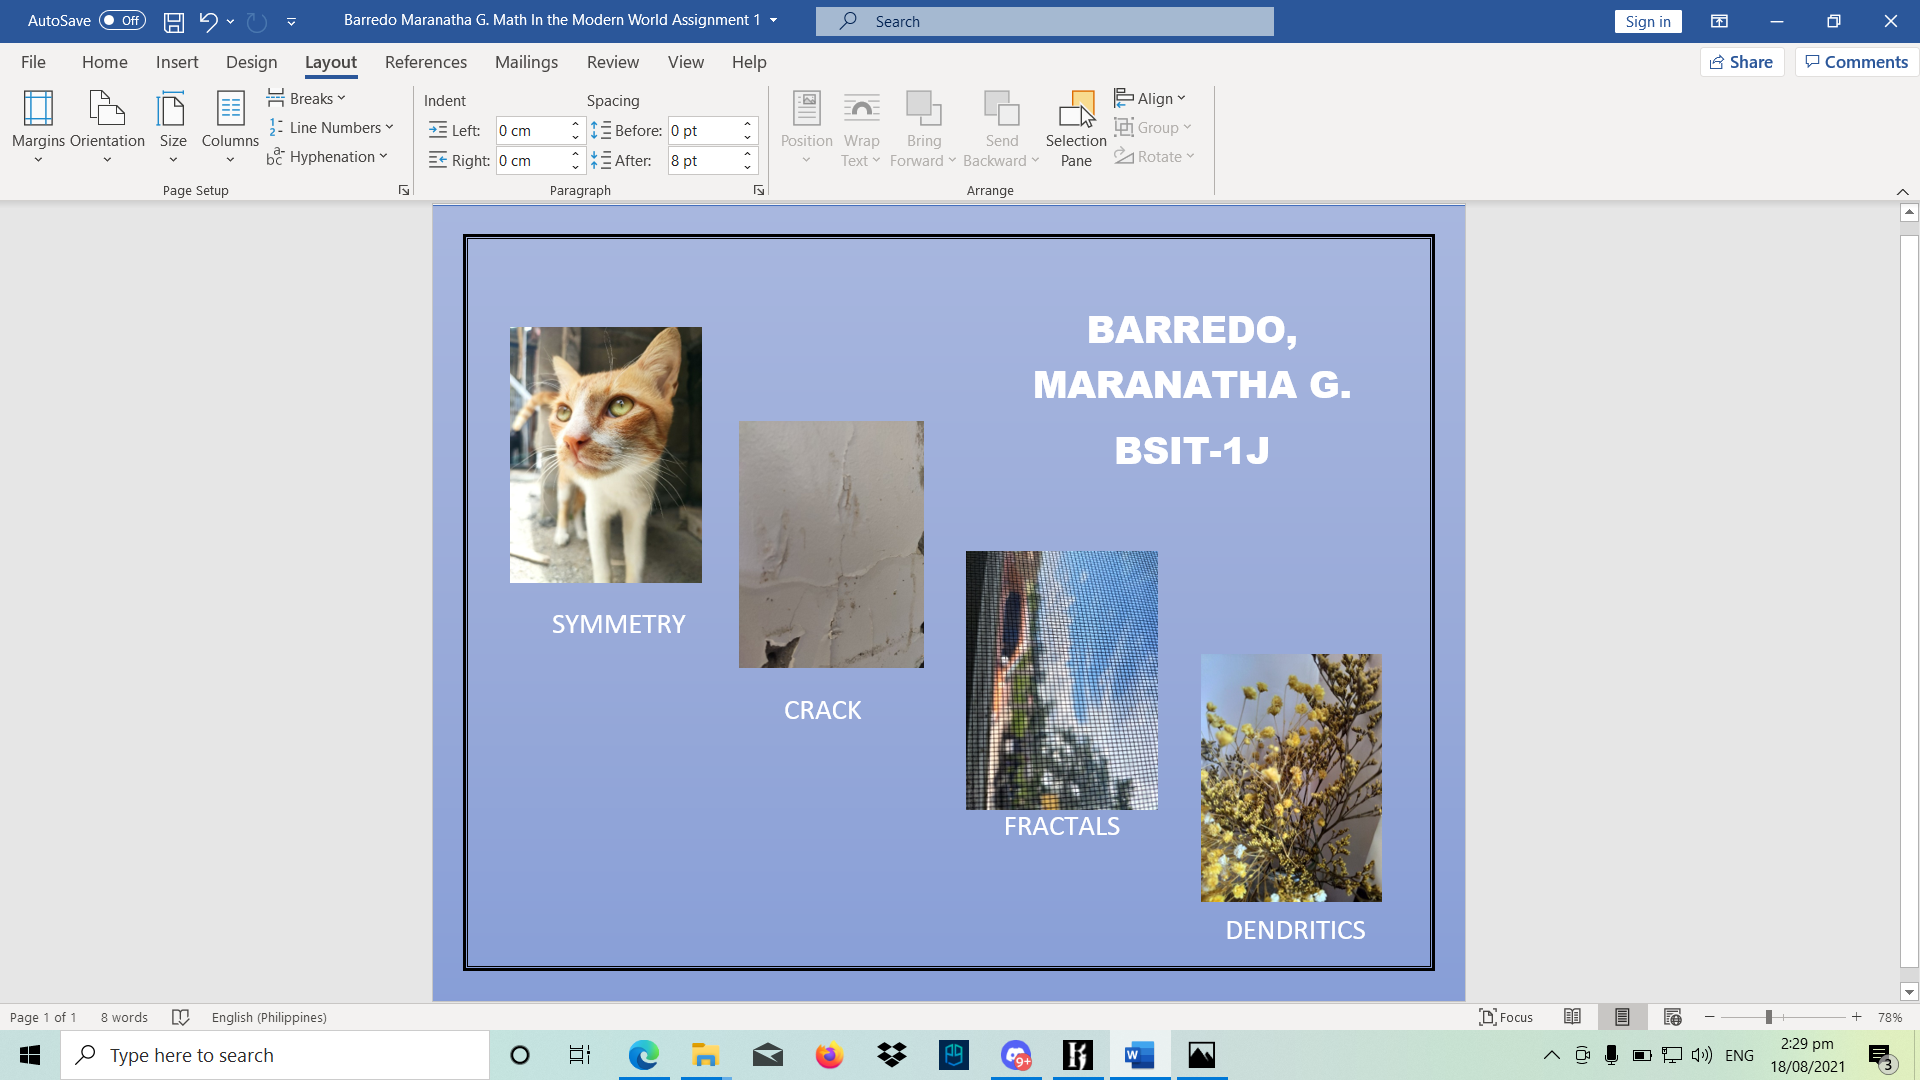 AutoSave Off
Barredo Maranatha G. Math In the Modern World Assignment 1
Search
Sign in
File Home Insert Design Layout References Mailings Review View Help
Share Comments
Margins Orientation Size Columns
Breaks
Line Numbers
Hyphenation
Page Setup
Indent
Left: 0 cm
Right: 0 cm
Spacing
Before: 0 pt
After: 8 pt
Paragraph
Position
Wrap Text
Bring Forward
Send Backward
Selection Pane
Align
Group
Rotate
Arrange
BARREDO,
MARANATHA G.
BSIT-1J
SYMMETRY
CRACK
FRACTALS
DENDRITICS
Page 1 of 1 8 words English (Philippines)
Focus 78%
Type here to search
9+
W
ENG
2:29 pm
18/08/2021
3